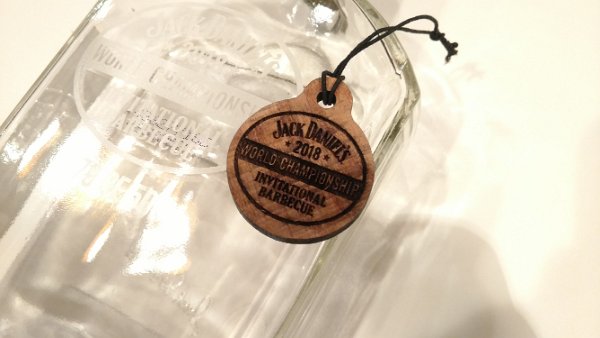 JACK DANIEL'S
WORLD CHAMPIONSHIP
INVITATIONAL
BARBECUE
JACK DANIEL'S
2018
WORLD CHAMPIONSHIP
INVITATIONAL
BARBECUE